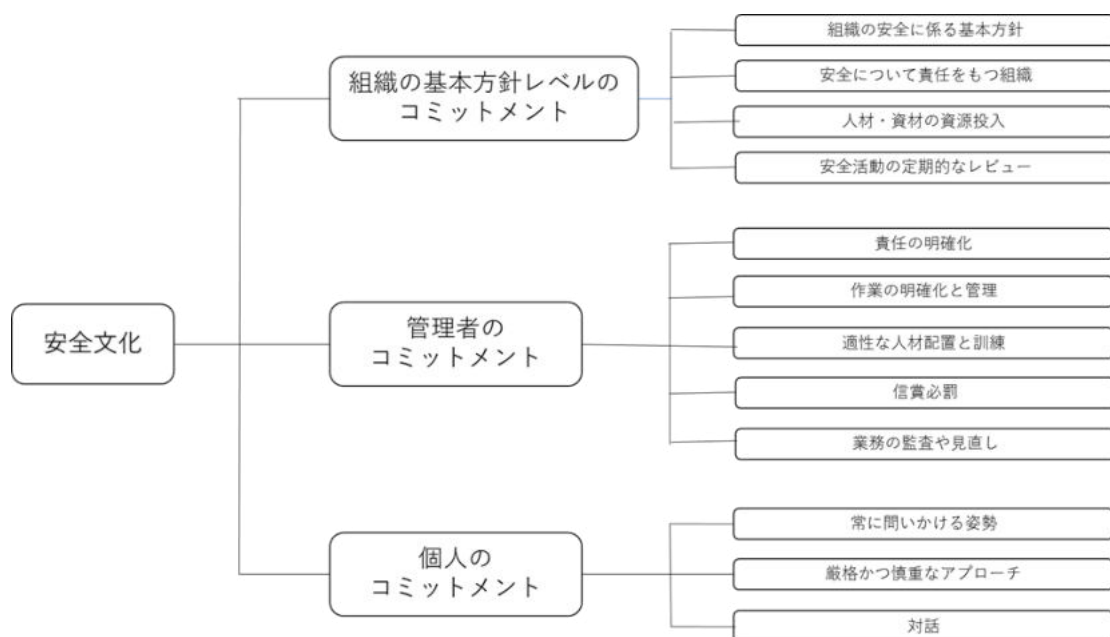 安全文化
組織の基本方針レベルの
コミットメント
組織の安全に係る基本方針
安全について責任をもつ組織
人材・資材の資源投入
安全活動の定期的なレビュー
管理者の
コミットメント
責任の明確化
作業の明確化と管理
適性な人材配置と訓練
信賞必罰
業務の監査や見直し
個人の
コミットメント
常に問いかける姿勢
厳格かつ慎重なアプローチ
対話